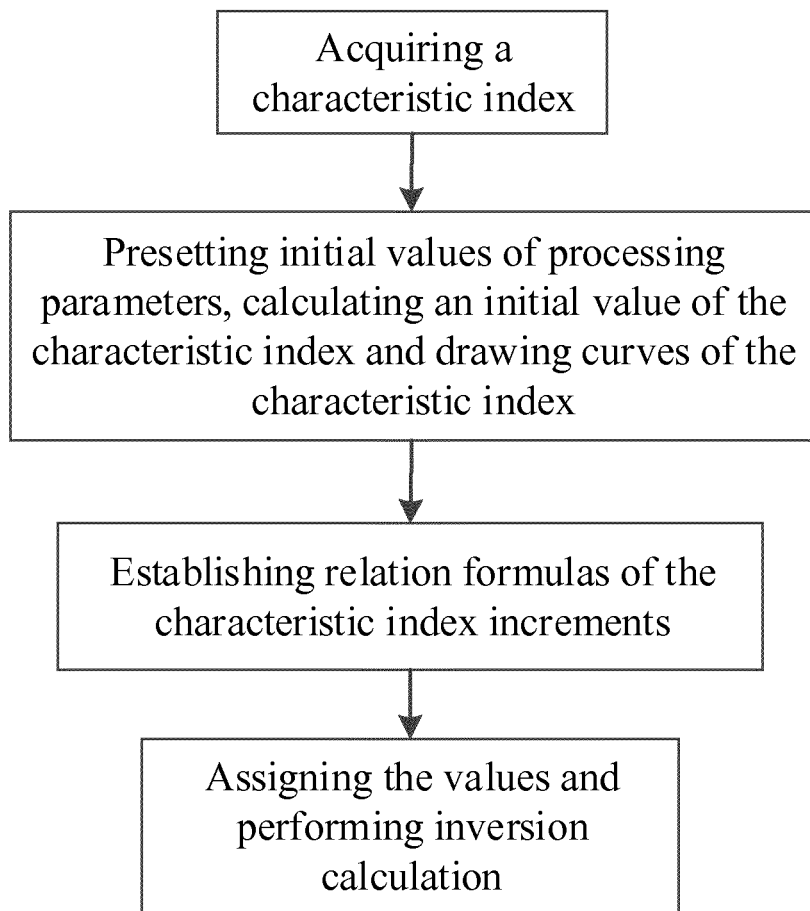 Acquiring a
characteristic index
Presetting initial values of processing
parameters, calculating an initial value of the
characteristic index and drawing curves of the
characteristic index
Establishing relation formulas of the
characteristic index increments
Assigning the values and
performing inversion
calculation